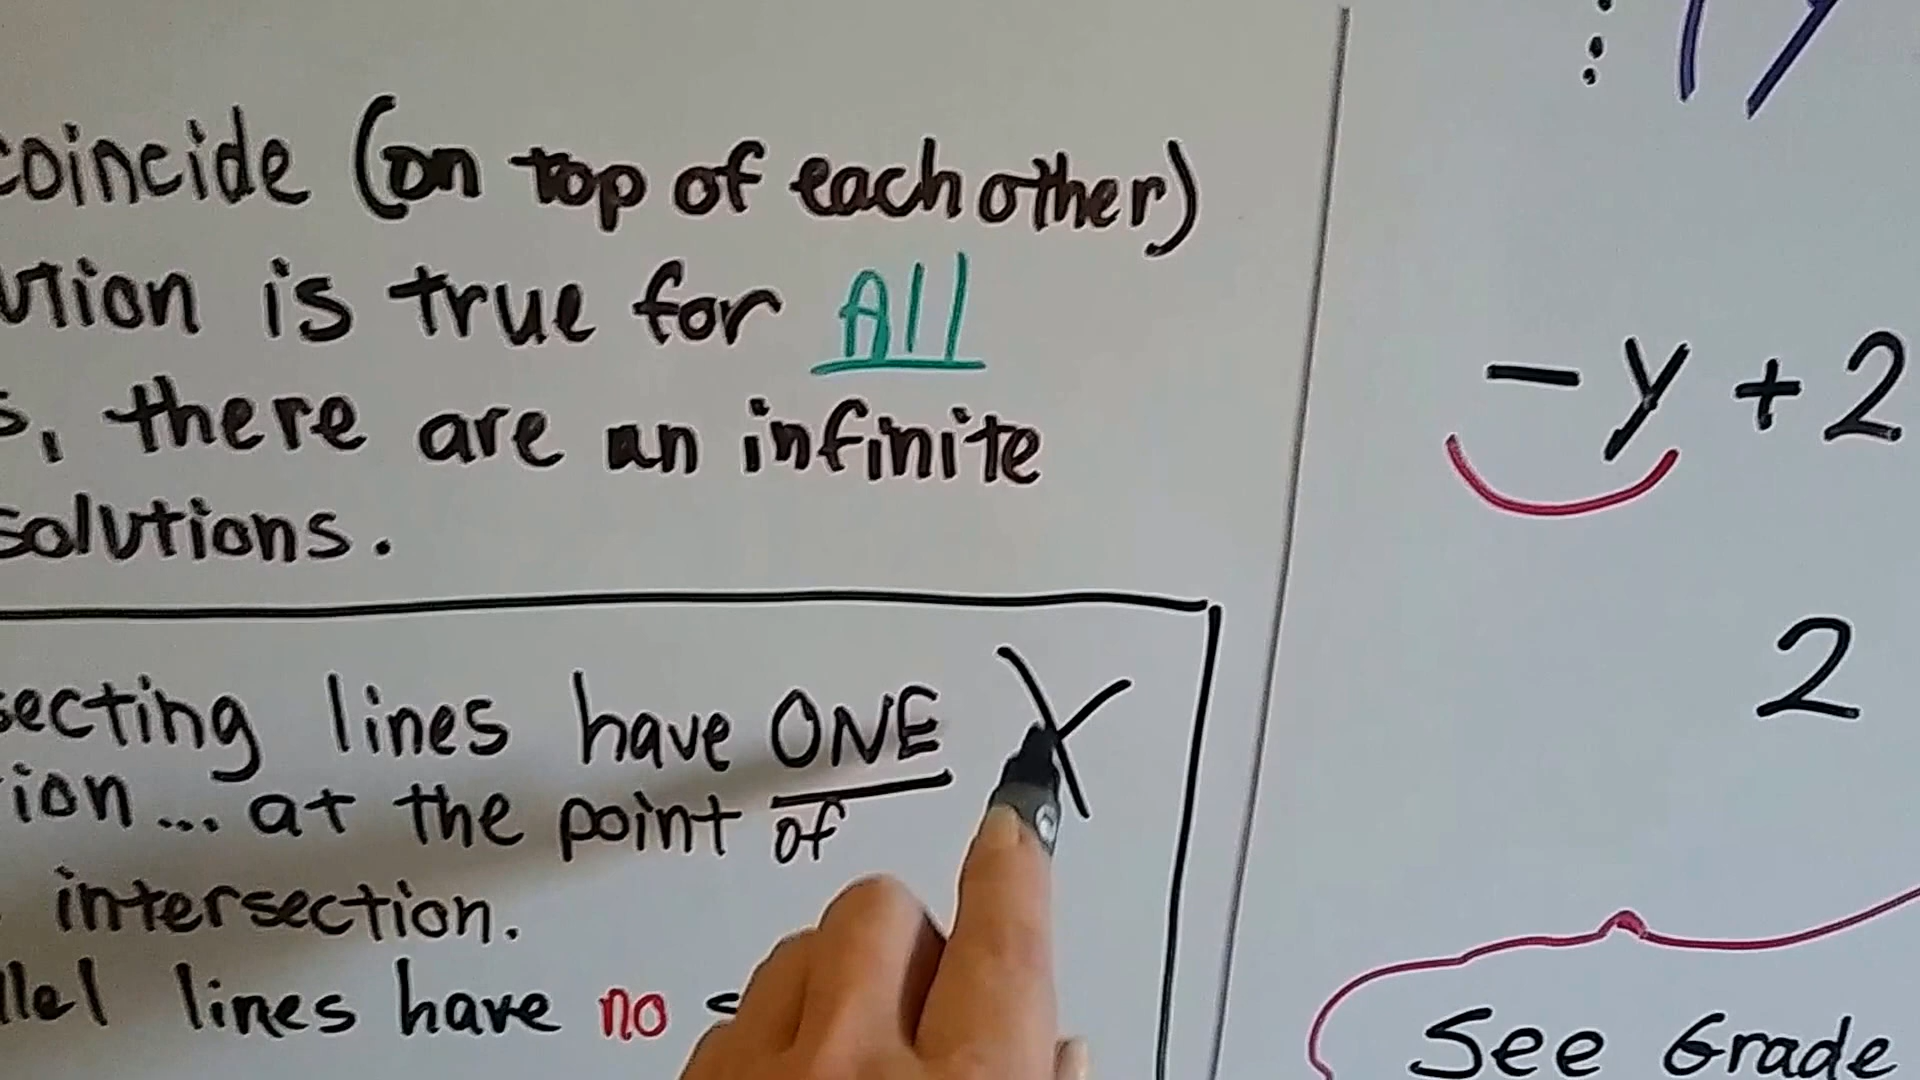 coincide (on top of each other)
ution is true for All
s, there are an infinite
solutions.
secting lines have ONE
ion... at the point of
intersection.
llel lines have no
-y + 2
2
See Grade